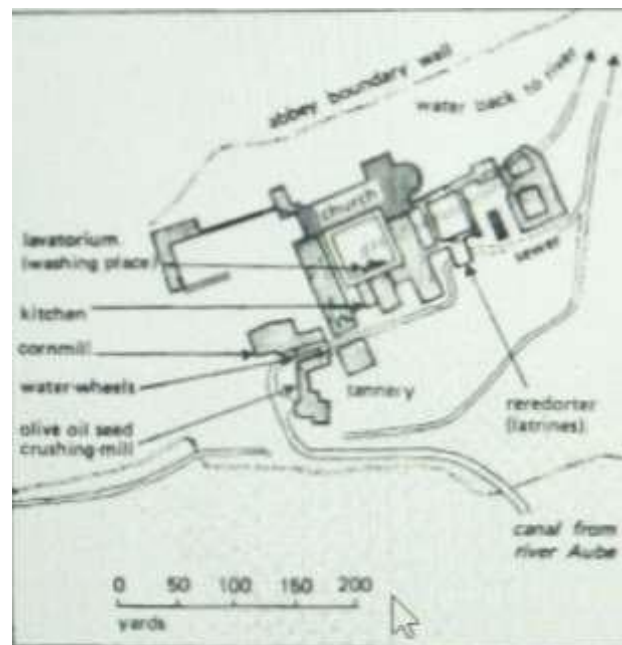 abbey boundary wall
water back to river
church
lavatorium
(washing place)
kitchen
cornmill
water-wheels
olive oil seed
crushing-mill
tannery
sewer
reredorter
(latrines)
canal from
river Aube
0 50 100 150 200
yards